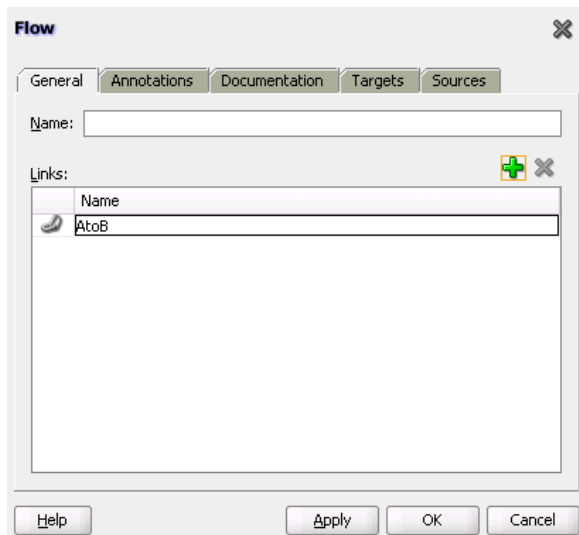 Flow
General Annotations Documentation Targets Sources
Name:
Links:
Name
AtoB
Help Apply OK Cancel